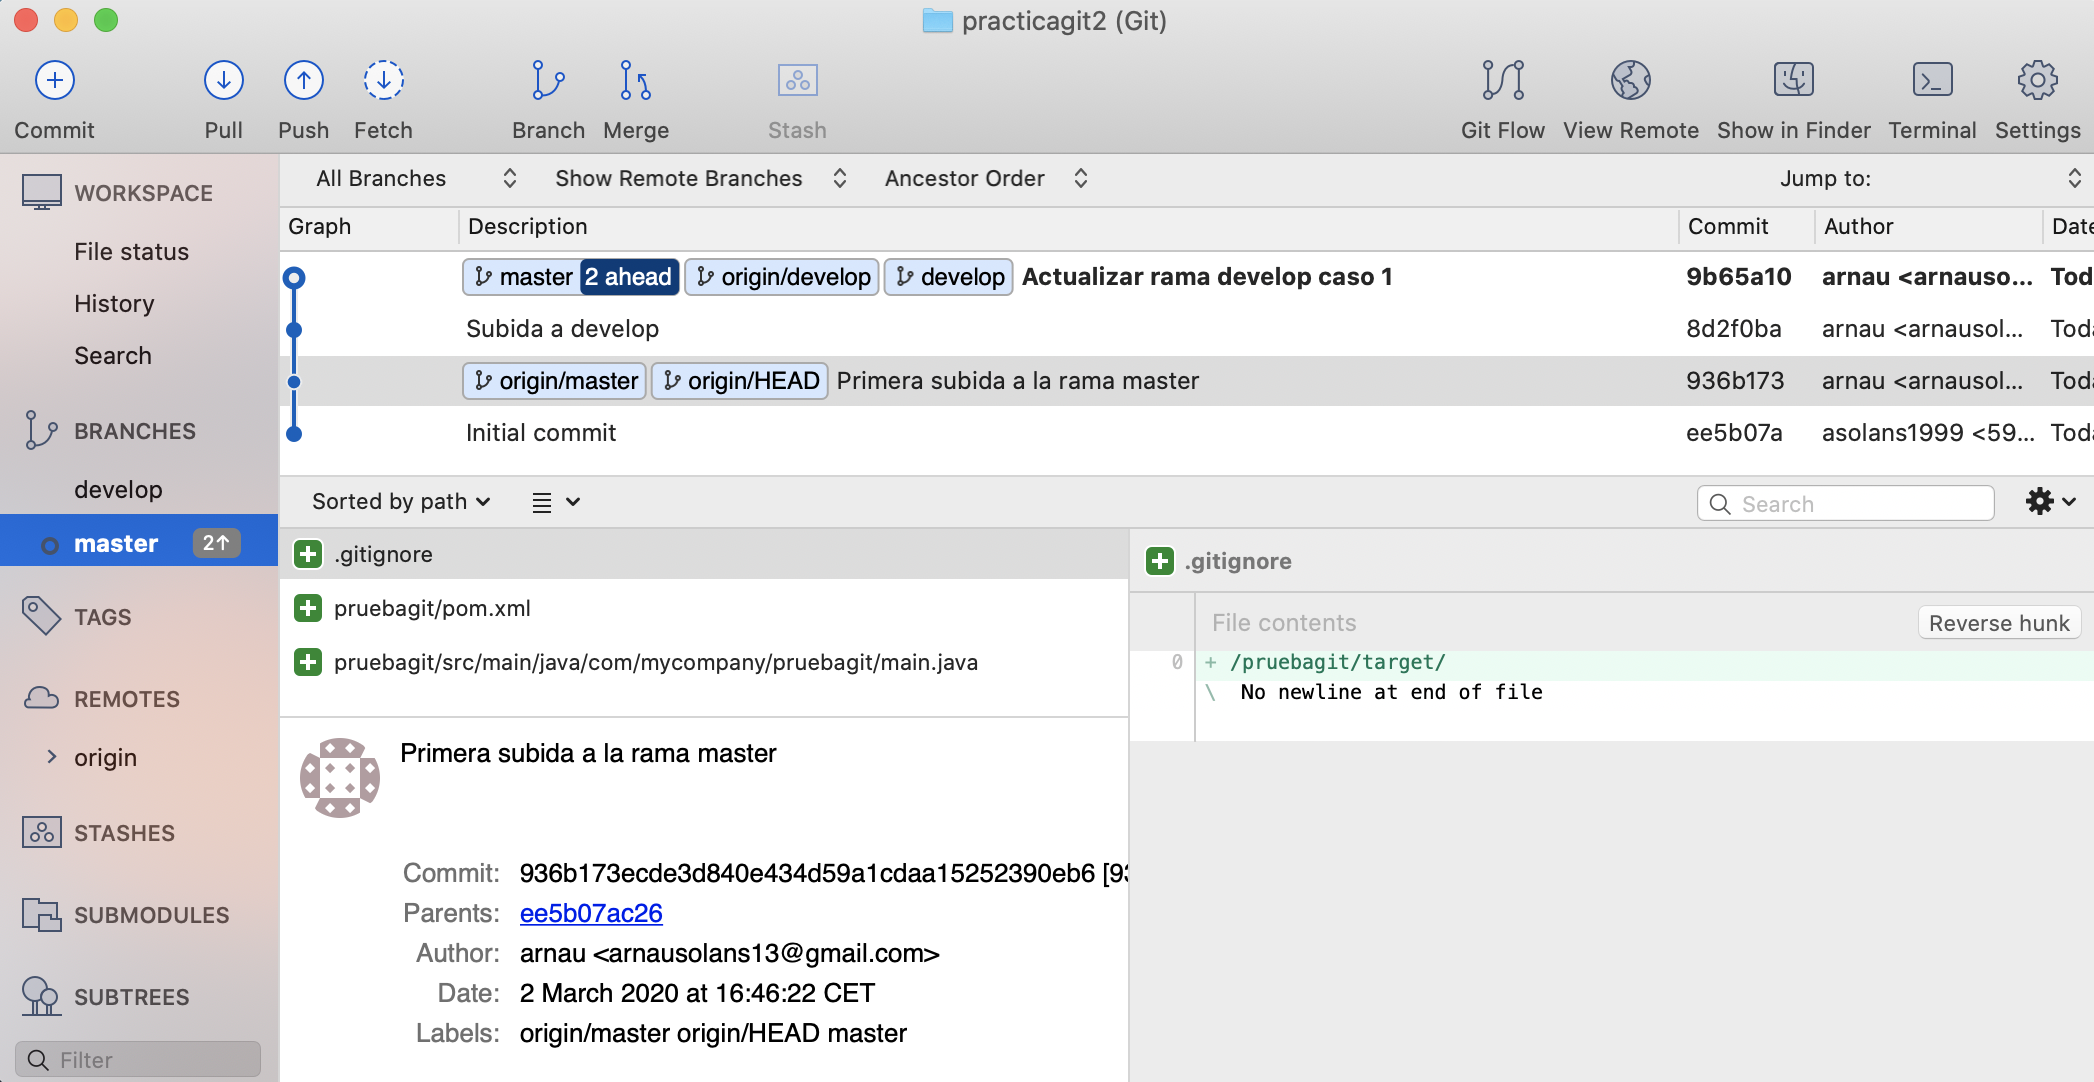 practicagit2 (Git)
Commit Pull Push Fetch Branch Merge Stash Git Flow View Remote Show in Finder Terminal Settings
WORKSPACE
File status
History
Search
BRANCHES
develop
master 2↑
TAGS
REMOTES
origin
STASHES
SUBMODULES
SUBTREES
Filter
All Branches Show Remote Branches Ancestor Order Jump to:
Graph Description Commit Author Date
master 2 ahead origin/develop develop Actualizar rama develop caso 1 9b65a10 arnau <arnauso... Tod
Subida a develop 8d2f0ba arnau <arnausol... Toda
origin/master origin/HEAD Primera subida a la rama master 936b173 arnau <arnausol... Toda
Initial commit ee5b07a asolans1999 <59... Toda
Sorted by path Search
.gitignore
pruebagit/pom.xml
pruebagit/src/main/java/com/mycompany/pruebagit/main.java
Primera subida a la rama master
Commit: 936b173ecde3d840e434d59a1cdaa15252390eb6 [93
Parents: ee5b07ac26
Author: arnau <arnausolans13@gmail.com>
Date: 2 March 2020 at 16:46:22 CET
Labels: origin/master origin/HEAD master
.gitignore
File contents Reverse hunk
0 + /pruebagit/target/
\ No newline at end of file